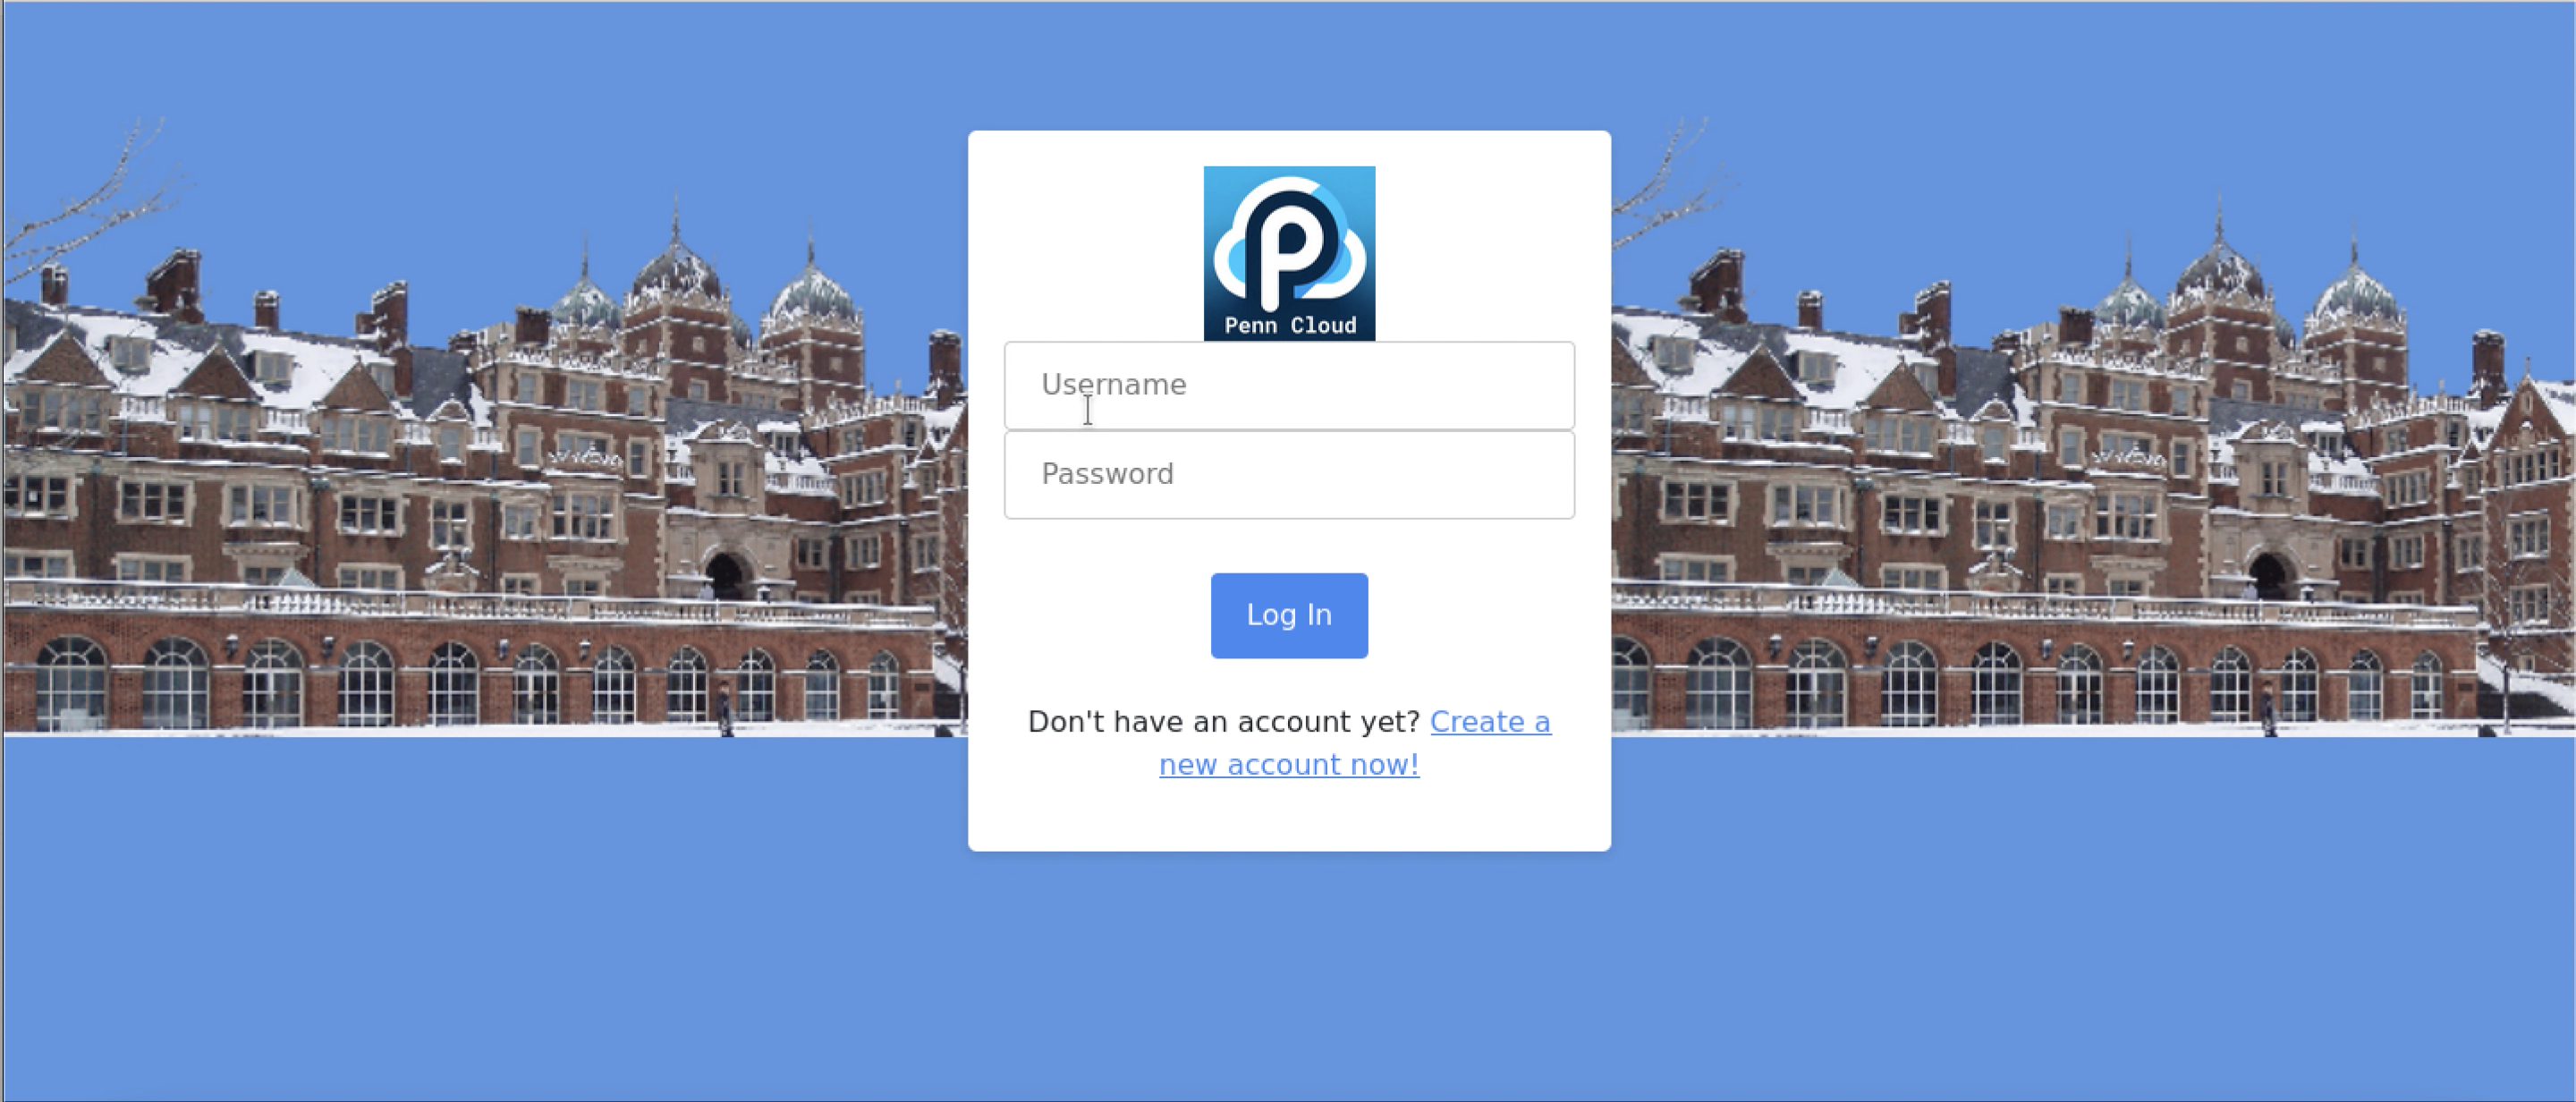 Penn Cloud
Username
Password
Log In
Don't have an account yet? Create a
new account now!